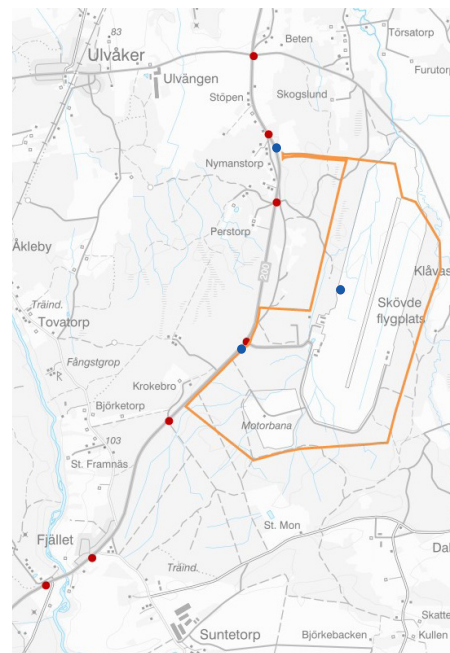 Beten
Törsatorp
83
Ulvåker
Furutorp
Ulvängen
Skogslund
Stöpen
Nymanstorp
Perstorp
Åkleby
200
Klåvas
Träind.
Skövde
flygplats
Tovatorp
Fångstgrop
Krokebro
Björketorp
Motorbana
103
St. Framnäs
St. Mon
Fjället
Dal
Träind.
Skatte
Suntetorp
Björkebacken
Kullen